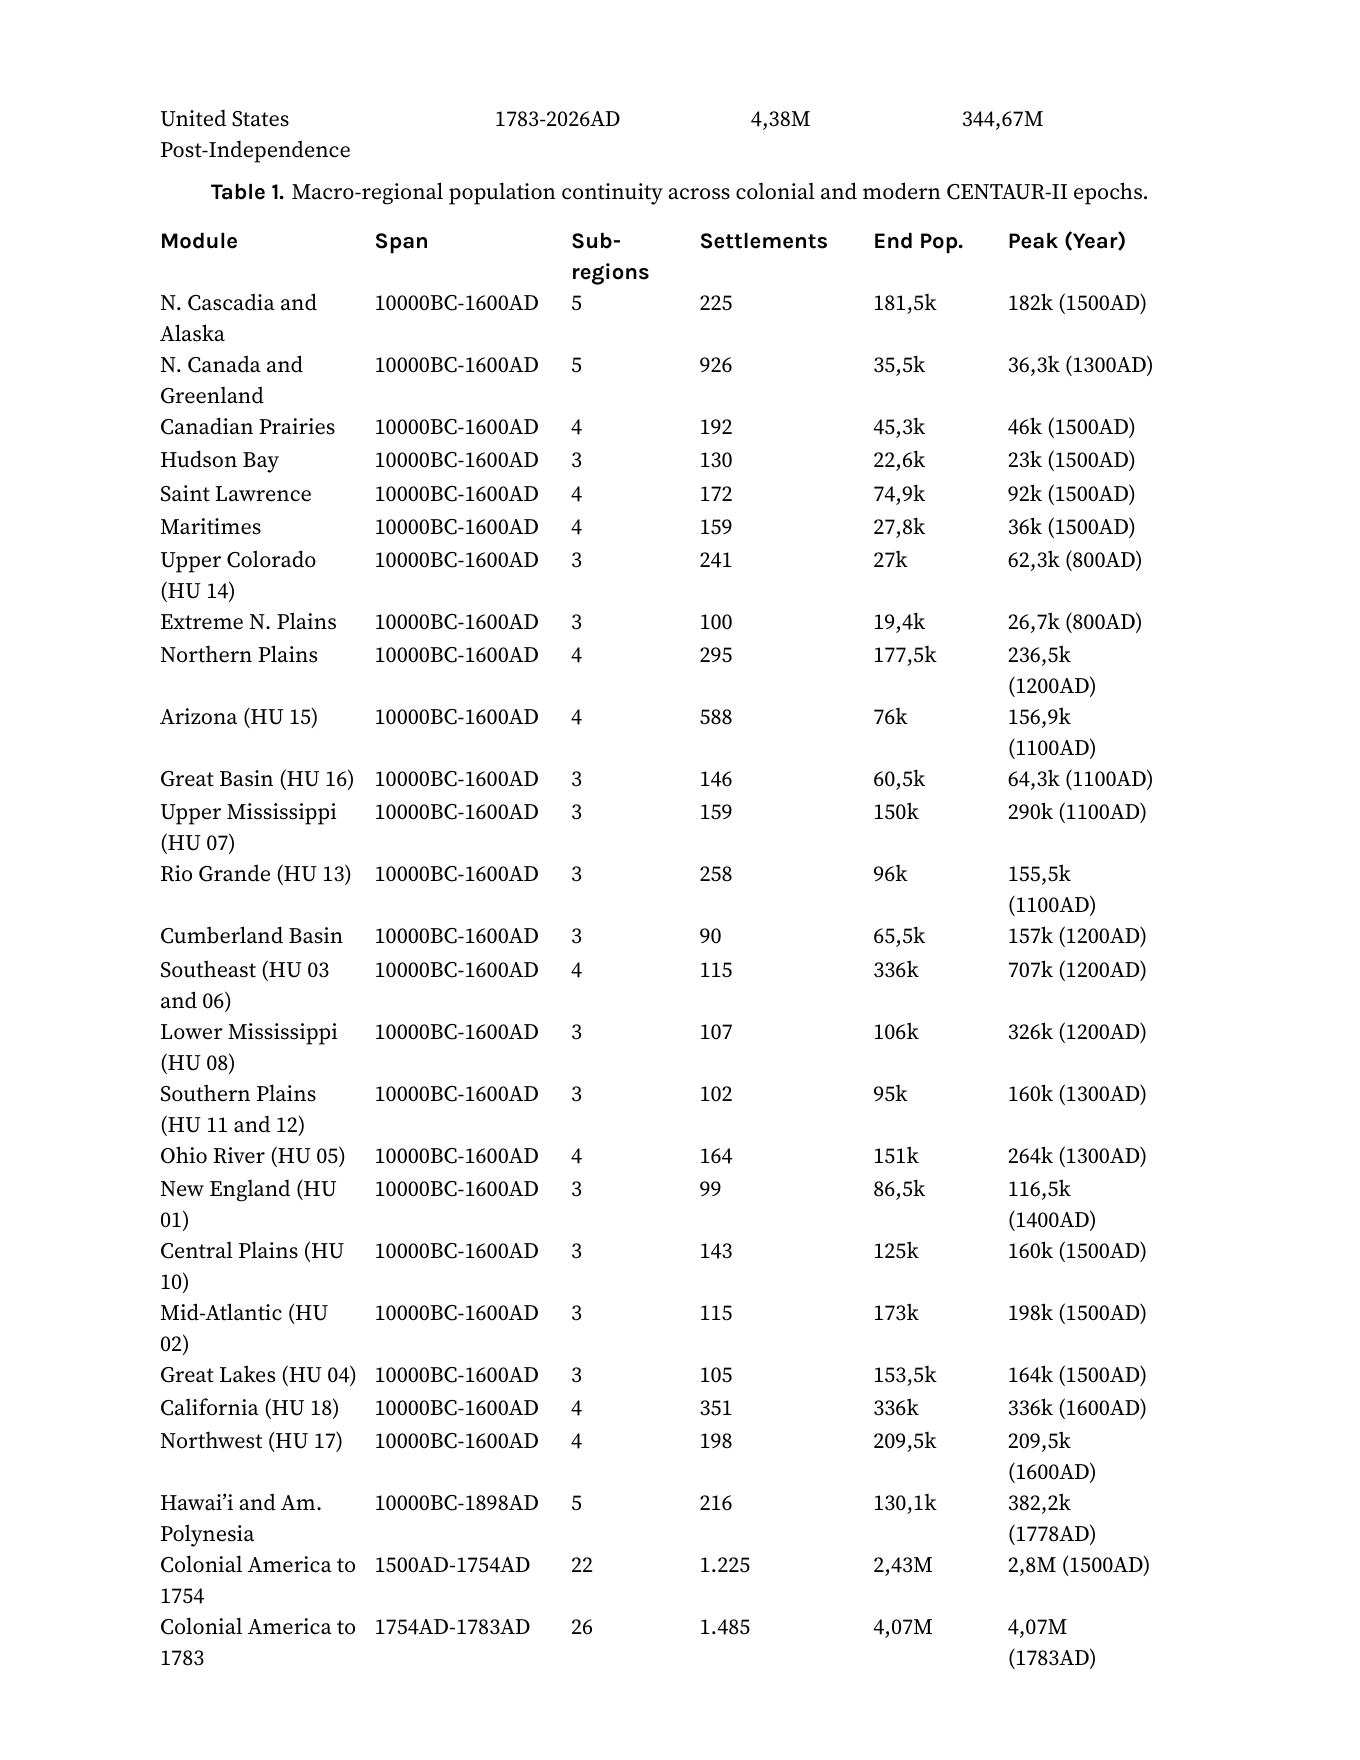 United States 1783-2026AD 4,38M 344,67M
Post-Independence
Table 1. Macro-regional population continuity across colonial and modern CENTAUR-II epochs.
Module Span Sub- Settlements End Pop. Peak (Year)
regions
N. Cascadia and 10000BC-1600AD 5 225 181,5k 182k (1500AD)
Alaska
N. Canada and 10000BC-1600AD 5 926 35,5k 36,3k (1300AD)
Greenland
Canadian Prairies 10000BC-1600AD 4 192 45,3k 46k (1500AD)
Hudson Bay 10000BC-1600AD 3 130 22,6k 23k (1500AD)
Saint Lawrence 10000BC-1600AD 4 172 74,9k 92k (1500AD)
Maritimes 10000BC-1600AD 4 159 27,8k 36k (1500AD)
Upper Colorado 10000BC-1600AD 3 241 27k 62,3k (800AD)
(HU 14)
Extreme N. Plains 10000BC-1600AD 3 100 19,4k 26,7k (800AD)
Northern Plains 10000BC-1600AD 4 295 177,5k 236,5k
(1200AD)
Arizona (HU 15) 10000BC-1600AD 4 588 76k 156,9k
(1100AD)
Great Basin (HU 16) 10000BC-1600AD 3 146 60,5k 64,3k (1100AD)
Upper Mississippi 10000BC-1600AD 3 159 150k 290k (1100AD)
(HU 07)
Rio Grande (HU 13) 10000BC-1600AD 3 258 96k 155,5k
(1100AD)
Cumberland Basin 10000BC-1600AD 3 90 65,5k 157k (1200AD)
Southeast (HU 03 10000BC-1600AD 4 115 336k 707k (1200AD)
and 06)
Lower Mississippi 10000BC-1600AD 3 107 106k 326k (1200AD)
(HU 08)
Southern Plains 10000BC-1600AD 3 102 95k 160k (1300AD)
(HU 11 and 12)
Ohio River (HU 05) 10000BC-1600AD 4 164 151k 264k (1300AD)
New England (HU 10000BC-1600AD 3 99 86,5k 116,5k
01) (1400AD)
Central Plains (HU 10000BC-1600AD 3 143 125k 160k (1500AD)
10)
Mid-Atlantic (HU 10000BC-1600AD 3 115 173k 198k (1500AD)
02)
Great Lakes (HU 04) 10000BC-1600AD 3 105 153,5k 164k (1500AD)
California (HU 18) 10000BC-1600AD 4 351 336k 336k (1600AD)
Northwest (HU 17) 10000BC-1600AD 4 198 209,5k 209,5k
(1600AD)
Hawai’i and Am. 10000BC-1898AD 5 216 130,1k 382,2k
Polynesia (1778AD)
Colonial America to 1500AD-1754AD 22 1.225 2,43M 2,8M (1500AD)
1754
Colonial America to 1754AD-1783AD 26 1.485 4,07M 4,07M
1783 (1783AD)